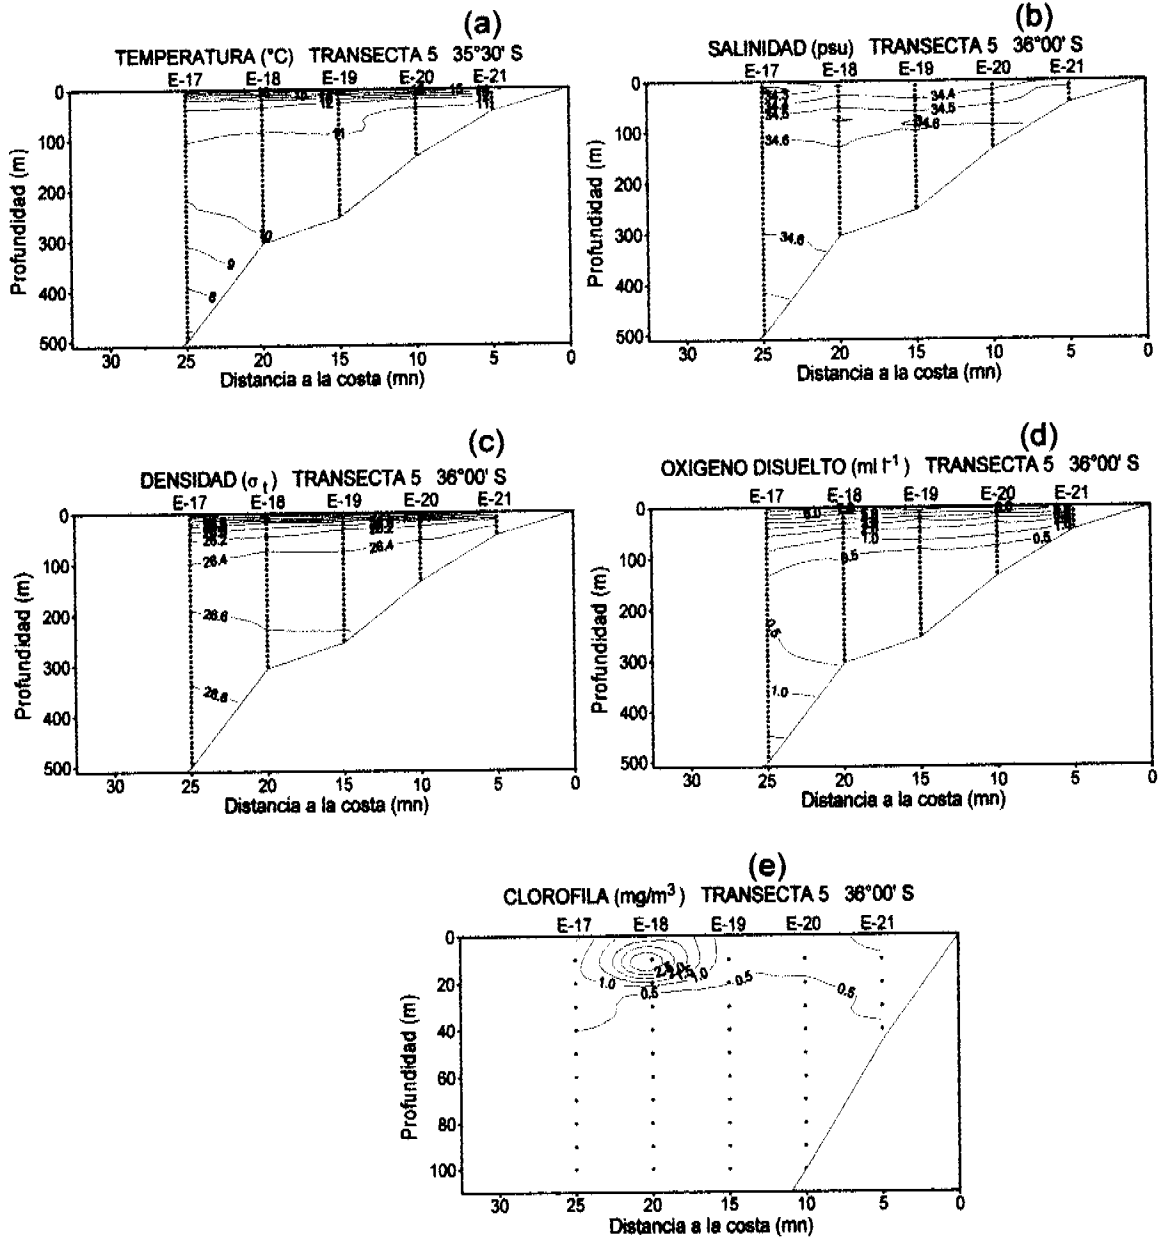 (a)
TEMPERATURA (°C) TRANSECTA 5 35°30' S
E-17 E-18 E-19 E-20 E-21
0
100
200
300
400
500
Profundidad (m)
11
10
9
8
30 25 20 15 10 5 0
Distancia a la costa (mn)
(b)
SALINIDAD (psu) TRANSECTA 5 36°00' S
E-17 E-18 E-19 E-20 E-21
0
100
200
300
400
500
Profundidad (m)
34.4
34.5
34.5
34.6
34.6
34.6
30 25 20 15 10 5 0
Distancia a la costa (mn)
(c)
DENSIDAD (σ t) TRANSECTA 5 36°00' S
E-17 E-18 E-19 E-20 E-21
0
100
200
300
400
500
Profundidad (m)
26.2
26.2
26.4
26.4
26.6
30 25 20 15 10 5 0
Distancia a la costa (mn)
(d)
OXIGENO DISUELTO (ml l⁻¹) TRANSECTA 5 36°00' S
E-17 E-18 E-19 E-20 E-21
0
100
200
300
400
500
Profundidad (m)
5.0
1.0
0.5
0.5
0.5
1.0
30 25 20 15 10 5 0
Distancia a la costa (mn)
(e)
CLOROFILA (mg/m³) TRANSECTA 5 36°00' S
E-17 E-18 E-19 E-20 E-21
0
20
40
60
80
100
Profundidad (m)
1.0
1.0
0.5
0.5
0.5
30 25 20 15 10 5 0
Distancia a la costa (mn)